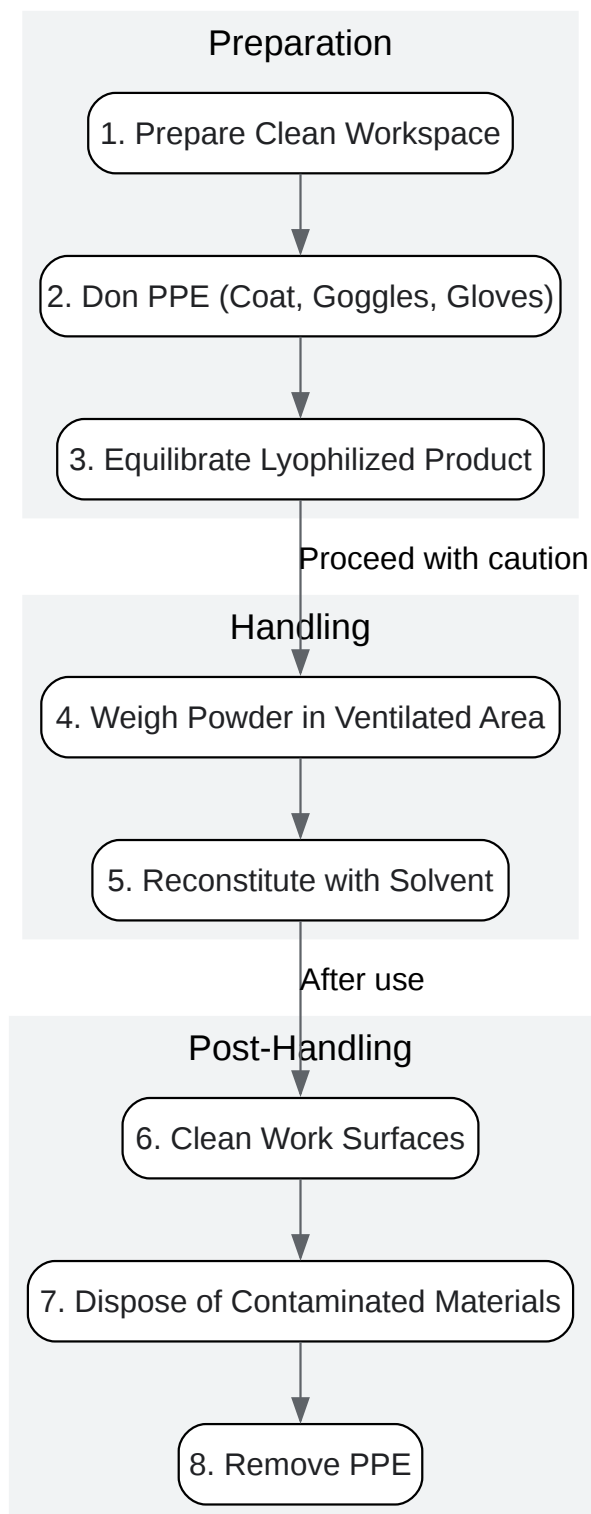 Preparation
1. Prepare Clean Workspace
2. Don PPE (Coat, Goggles, Gloves)
3. Equilibrate Lyophilized Product
Proceed with caution
Handling
4. Weigh Powder in Ventilated Area
5. Reconstitute with Solvent
After use
Post-Handling
6. Clean Work Surfaces
7. Dispose of Contaminated Materials
8. Remove PPE